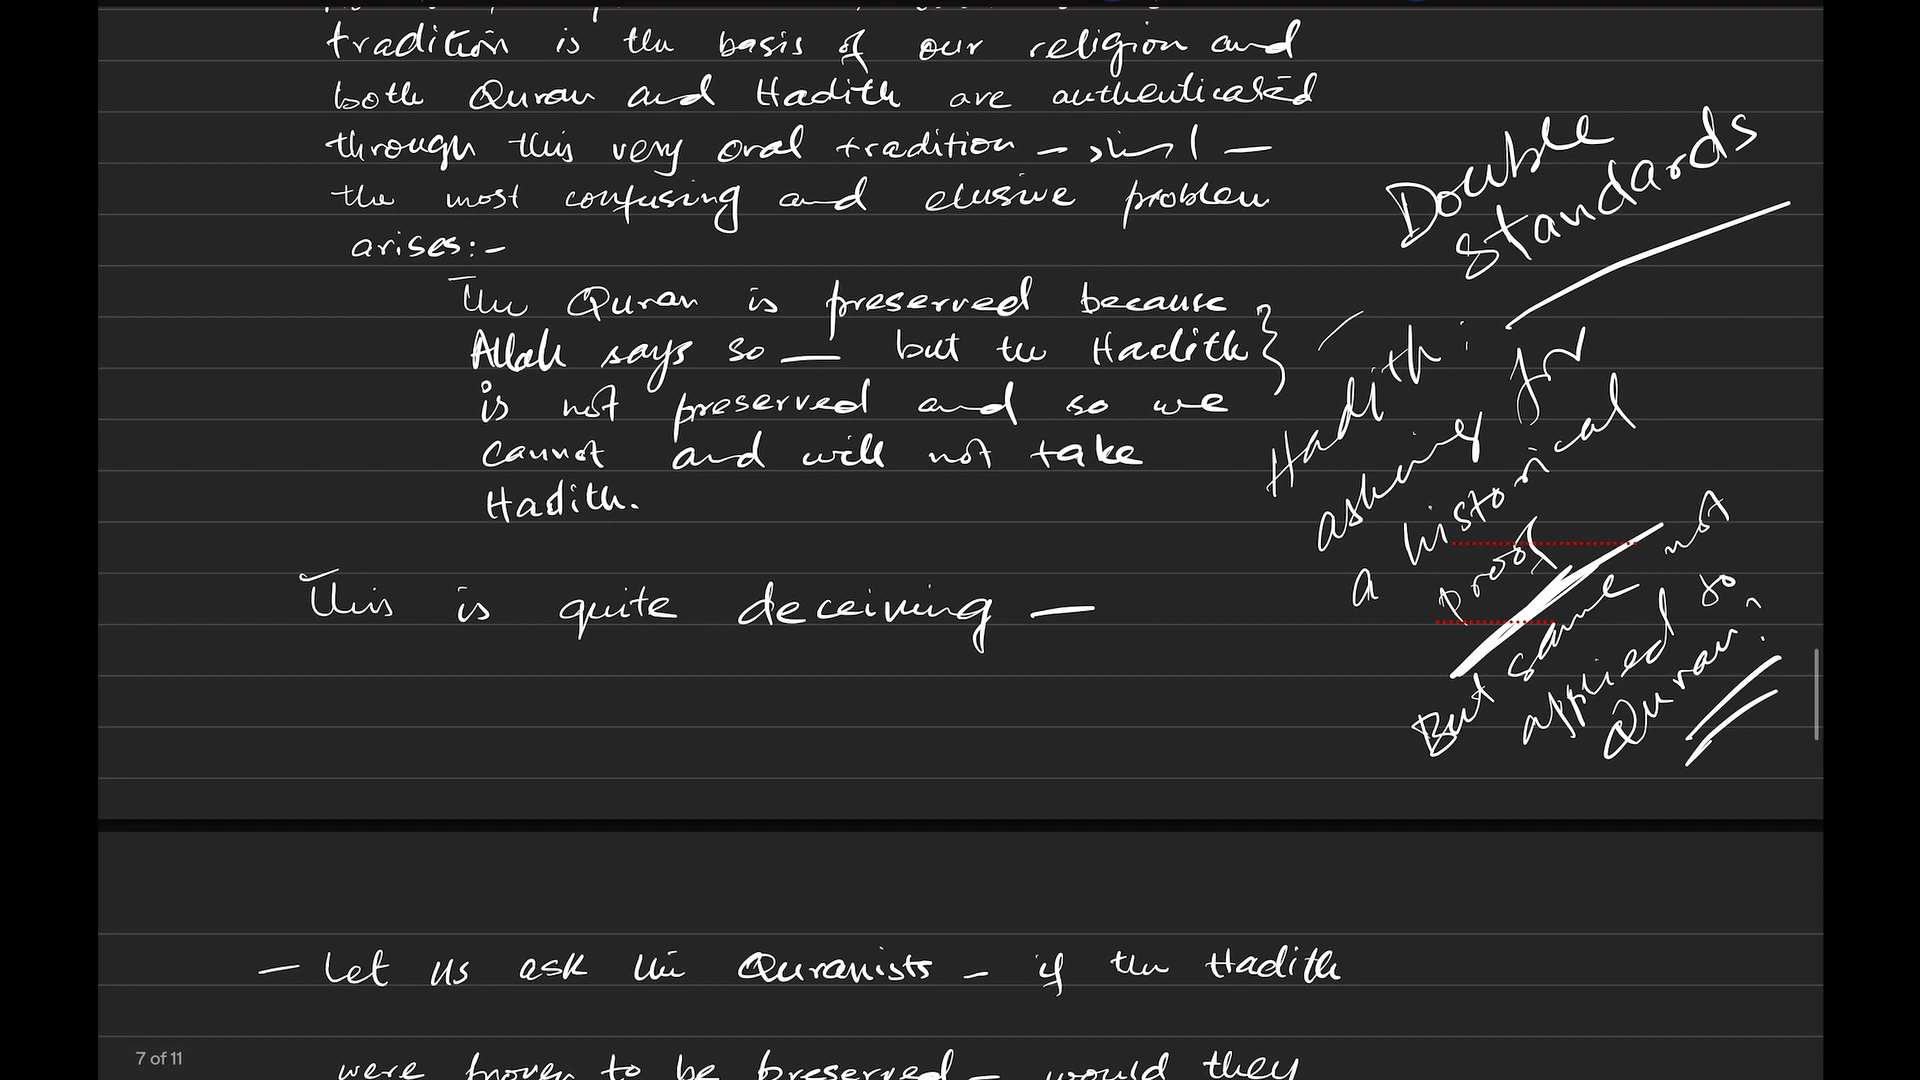 tradition is the basis of our religion and
both Quran and Hadith are authenticated
through this very oral tradition —
the most confusing and elusive problem
arises:-
The Quran is preserved because
Allah says so — but the Hadith
is not preserved and so we
cannot and will not take
Hadith.
This is quite deceiving —
Double
standards
Hadith:
asking for
a historical
proof
But same not
applied to
Quran?
— Let us ask the Quranists - if the Hadith
were proven to be preserved - would they
7 of 11